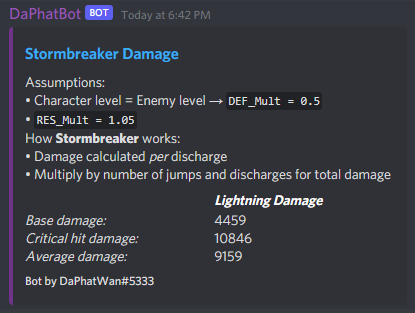 DaPhatBot BOT Today at 6:42 PM
Stormbreaker Damage
Assumptions:
• Character level = Enemy level → DEF_Mult = 0.5
• RES_Mult = 1.05
How Stormbreaker works:
• Damage calculated per discharge
• Multiply by number of jumps and discharges for total damage
Lightning Damage
Base damage: 4459
Critical hit damage: 10846
Average damage: 9159
Bot by DaPhatWan#5333